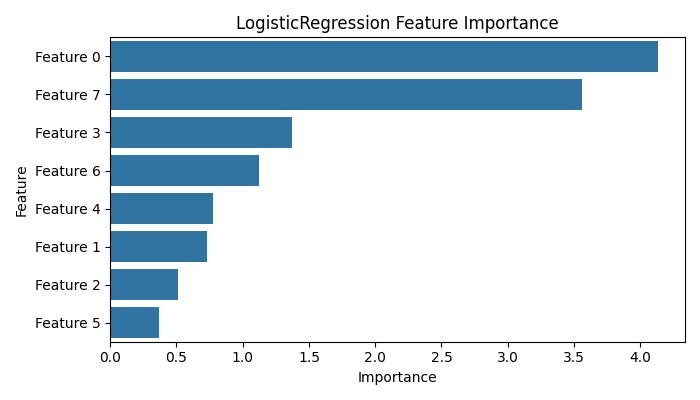 LogisticRegression Feature Importance
Feature 0
Feature 7
Feature 3
Feature 6
Feature 4
Feature 1
Feature 2
Feature 5
Feature
0.0 0.5 1.0 1.5 2.0 2.5 3.0 3.5 4.0
Importance